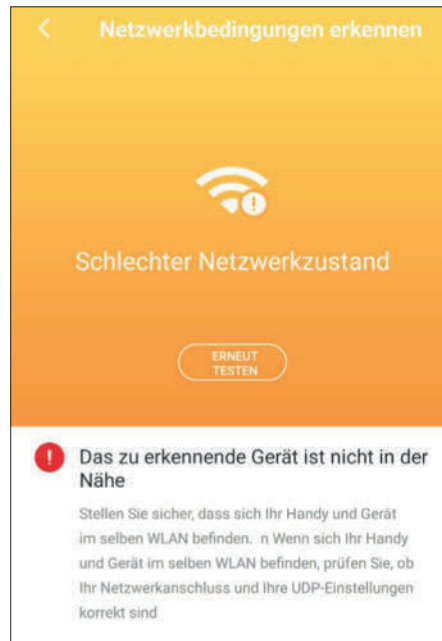 Netzwerkbedingungen erkennen
Schlechter Netzwerkzustand
ERNEUT
TESTEN
Das zu erkennende Gerät ist nicht in der
Nähe
Stellen Sie sicher, dass sich Ihr Handy und Gerät
im selben WLAN befinden. n Wenn sich Ihr Handy
und Gerät im selben WLAN befinden, prüfen Sie, ob
Ihr Netzwerkanschluss und Ihre UDP-Einstellungen
korrekt sind